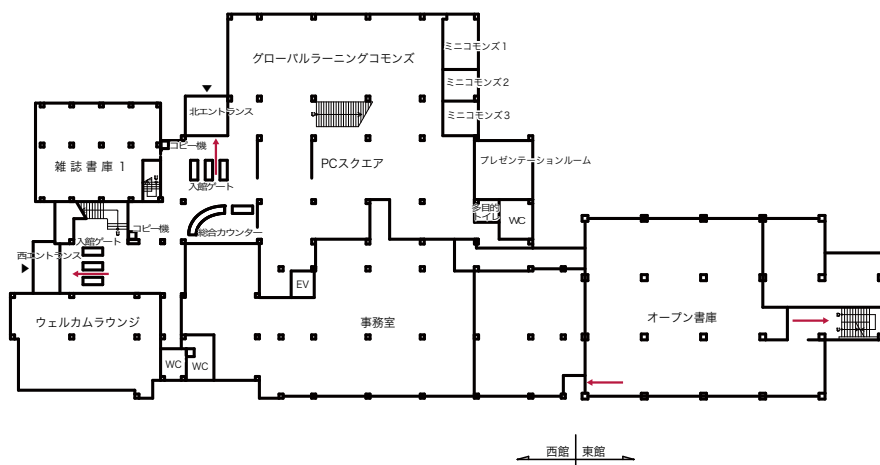 グローバルラーニングコモンズ
ミニコモンズ1
ミニコモンズ2
ミニコモンズ3
北エントランス
コピー機
雑誌書庫1
PCスクエア
プレゼンテーションルーム
入館ゲート
多目的
トイレ
WC
総合カウンター
コピー機
入館ゲート
西エントランス
EV
ウェルカムラウンジ
事務室
オープン書庫
WC
WC
西館
東館